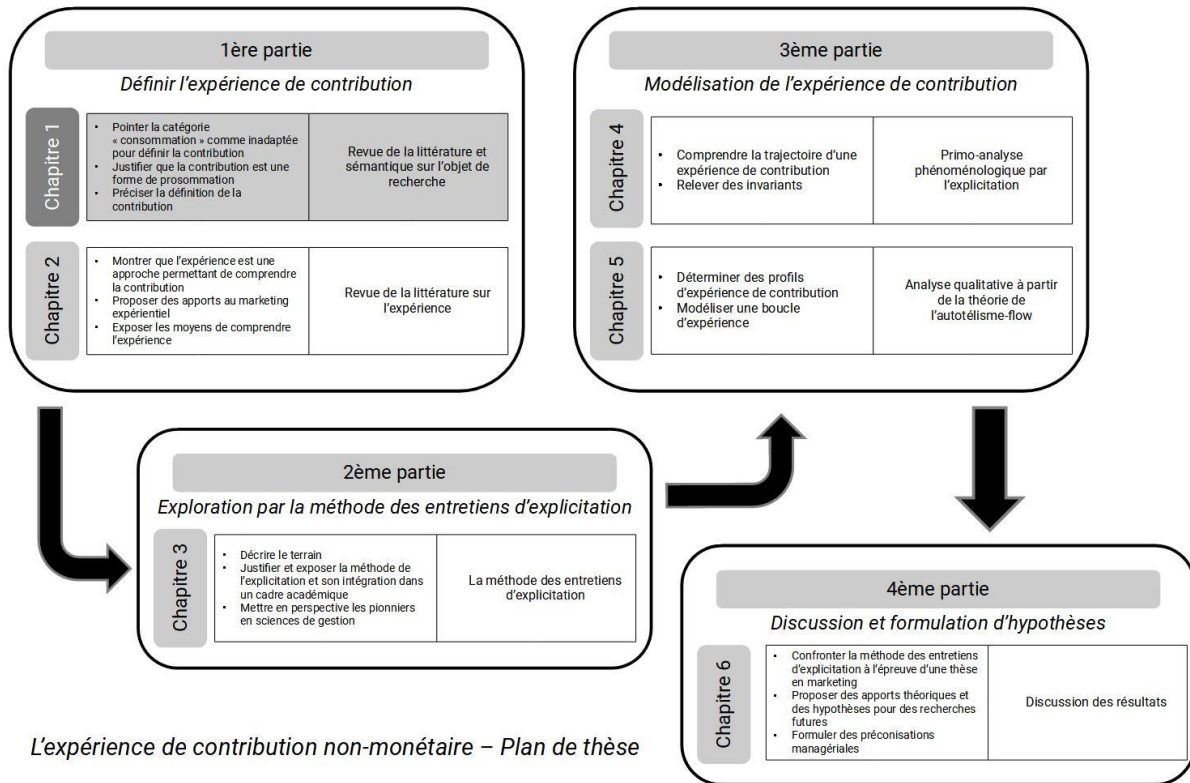 1ère partie
Définir l'expérience de contribution
Chapitre 1
• Pointer la catégorie
« consommation » comme inadaptée
pour définir la contribution
• Justifier que la contribution est une
forme de prosommation
• Préciser la définition de la
contribution
Revue de la littérature et
sémantique sur l'objet de
recherche
Chapitre 2
• Montrer que l'expérience est une
approche permettant de comprendre
la contribution
• Proposer des apports au marketing
expérientiel
• Exposer les moyens de comprendre
l'expérience
Revue de la littérature sur
l'expérience
2ème partie
Exploration par la méthode des entretiens d'explicitation
Chapitre 3
• Décrire le terrain
• Justifier et exposer la méthode de
l'explicitation et son intégration dans
un cadre académique
• Mettre en perspective les pionniers
en sciences de gestion
La méthode des entretiens
d'explicitation
3ème partie
Modélisation de l'expérience de contribution
Chapitre 4
• Comprendre la trajectoire d'une
expérience de contribution
• Relever des invariants
Primo-analyse
phénoménologique par
l'explicitation
Chapitre 5
• Déterminer des profils
d'expérience de contribution
• Modéliser une boucle
d'expérience
Analyse qualitative à partir
de la théorie de
l'autotélisme-flow
4ème partie
Discussion et formulation d'hypothèses
Chapitre 6
• Confronter la méthode des entretiens
d'explicitation à l'épreuve d'une thèse
en marketing
• Proposer des apports théoriques et
des hypothèses pour des recherches
futures
• Formuler des préconisations
managériales
Discussion des résultats
L'expérience de contribution non-monétaire – Plan de thèse